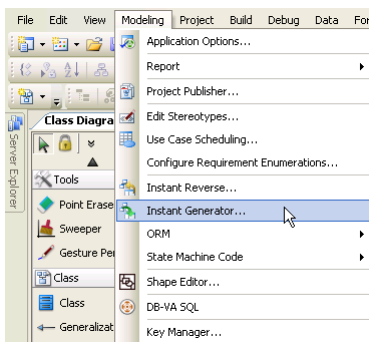 File Edit View Modeling Project Build Debug Data For
Application Options...
Report
Project Publisher...
Class Diagra
Edit Stereotypes...
Use Case Scheduling...
Configure Requirement Enumerations...
Server Explorer
Tools
Instant Reverse...
Point Erase
Instant Generator...
Sweeper
ORM
Gesture Pe
State Machine Code
Class
Shape Editor...
Class
DB-VA SQL
Generalizat
Key Manager...